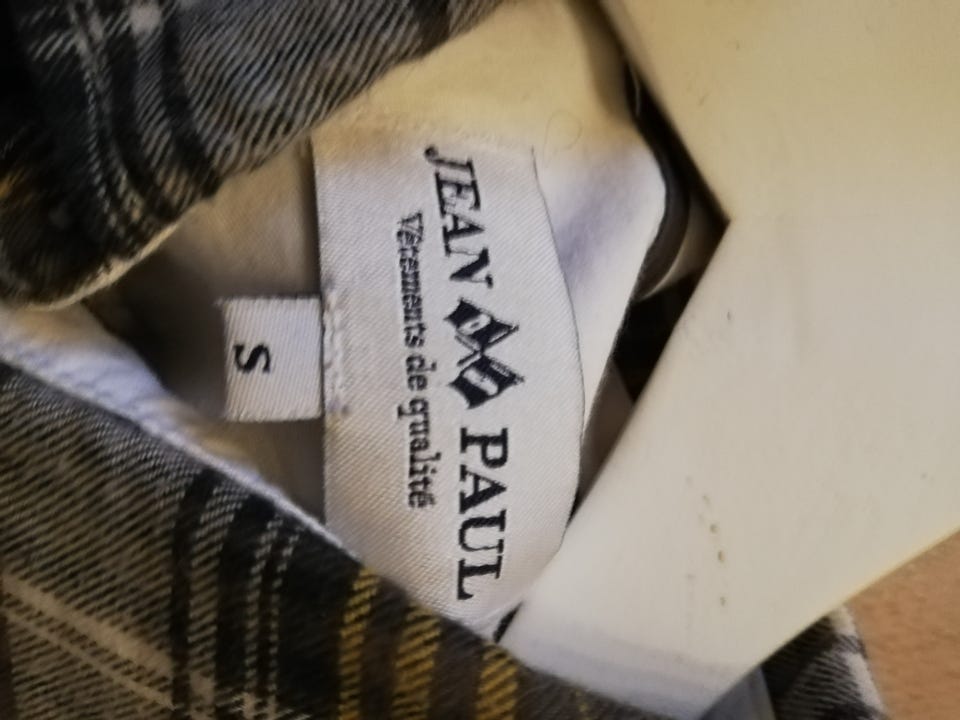 JEAN PAUL
Vêtements de qualité
S